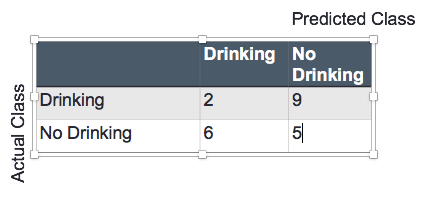 Predicted Class
Drinking No
Drinking
Drinking 2 9
No Drinking 6 5
Actual Class